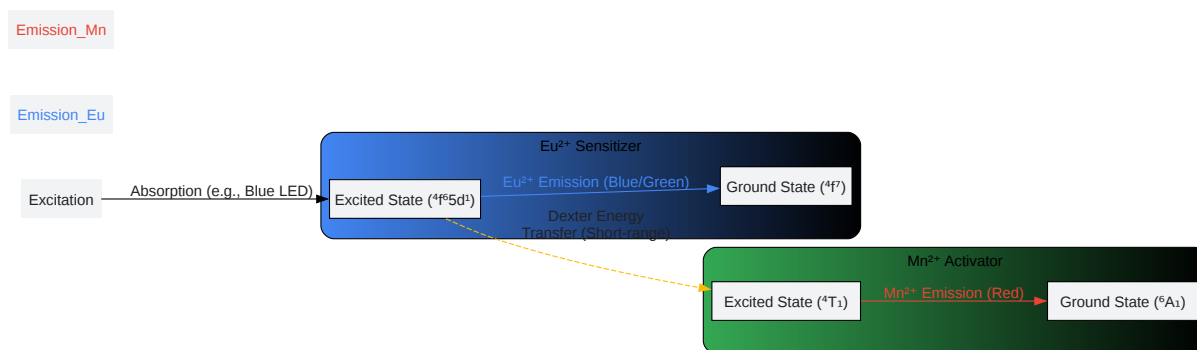 Emission_Mn
Emission_Eu
Eu²⁺ Sensitizer
Excitation
Absorption (e.g., Blue LED)
Excited State (⁴f⁶5d¹)
Eu²⁺ Emission (Blue/Green)
Ground State (⁴f⁷)
Dexter Energy
Transfer (Short-range)
Mn²⁺ Activator
Excited State (⁴T₁)
Mn²⁺ Emission (Red)
Ground State (⁶A₁)